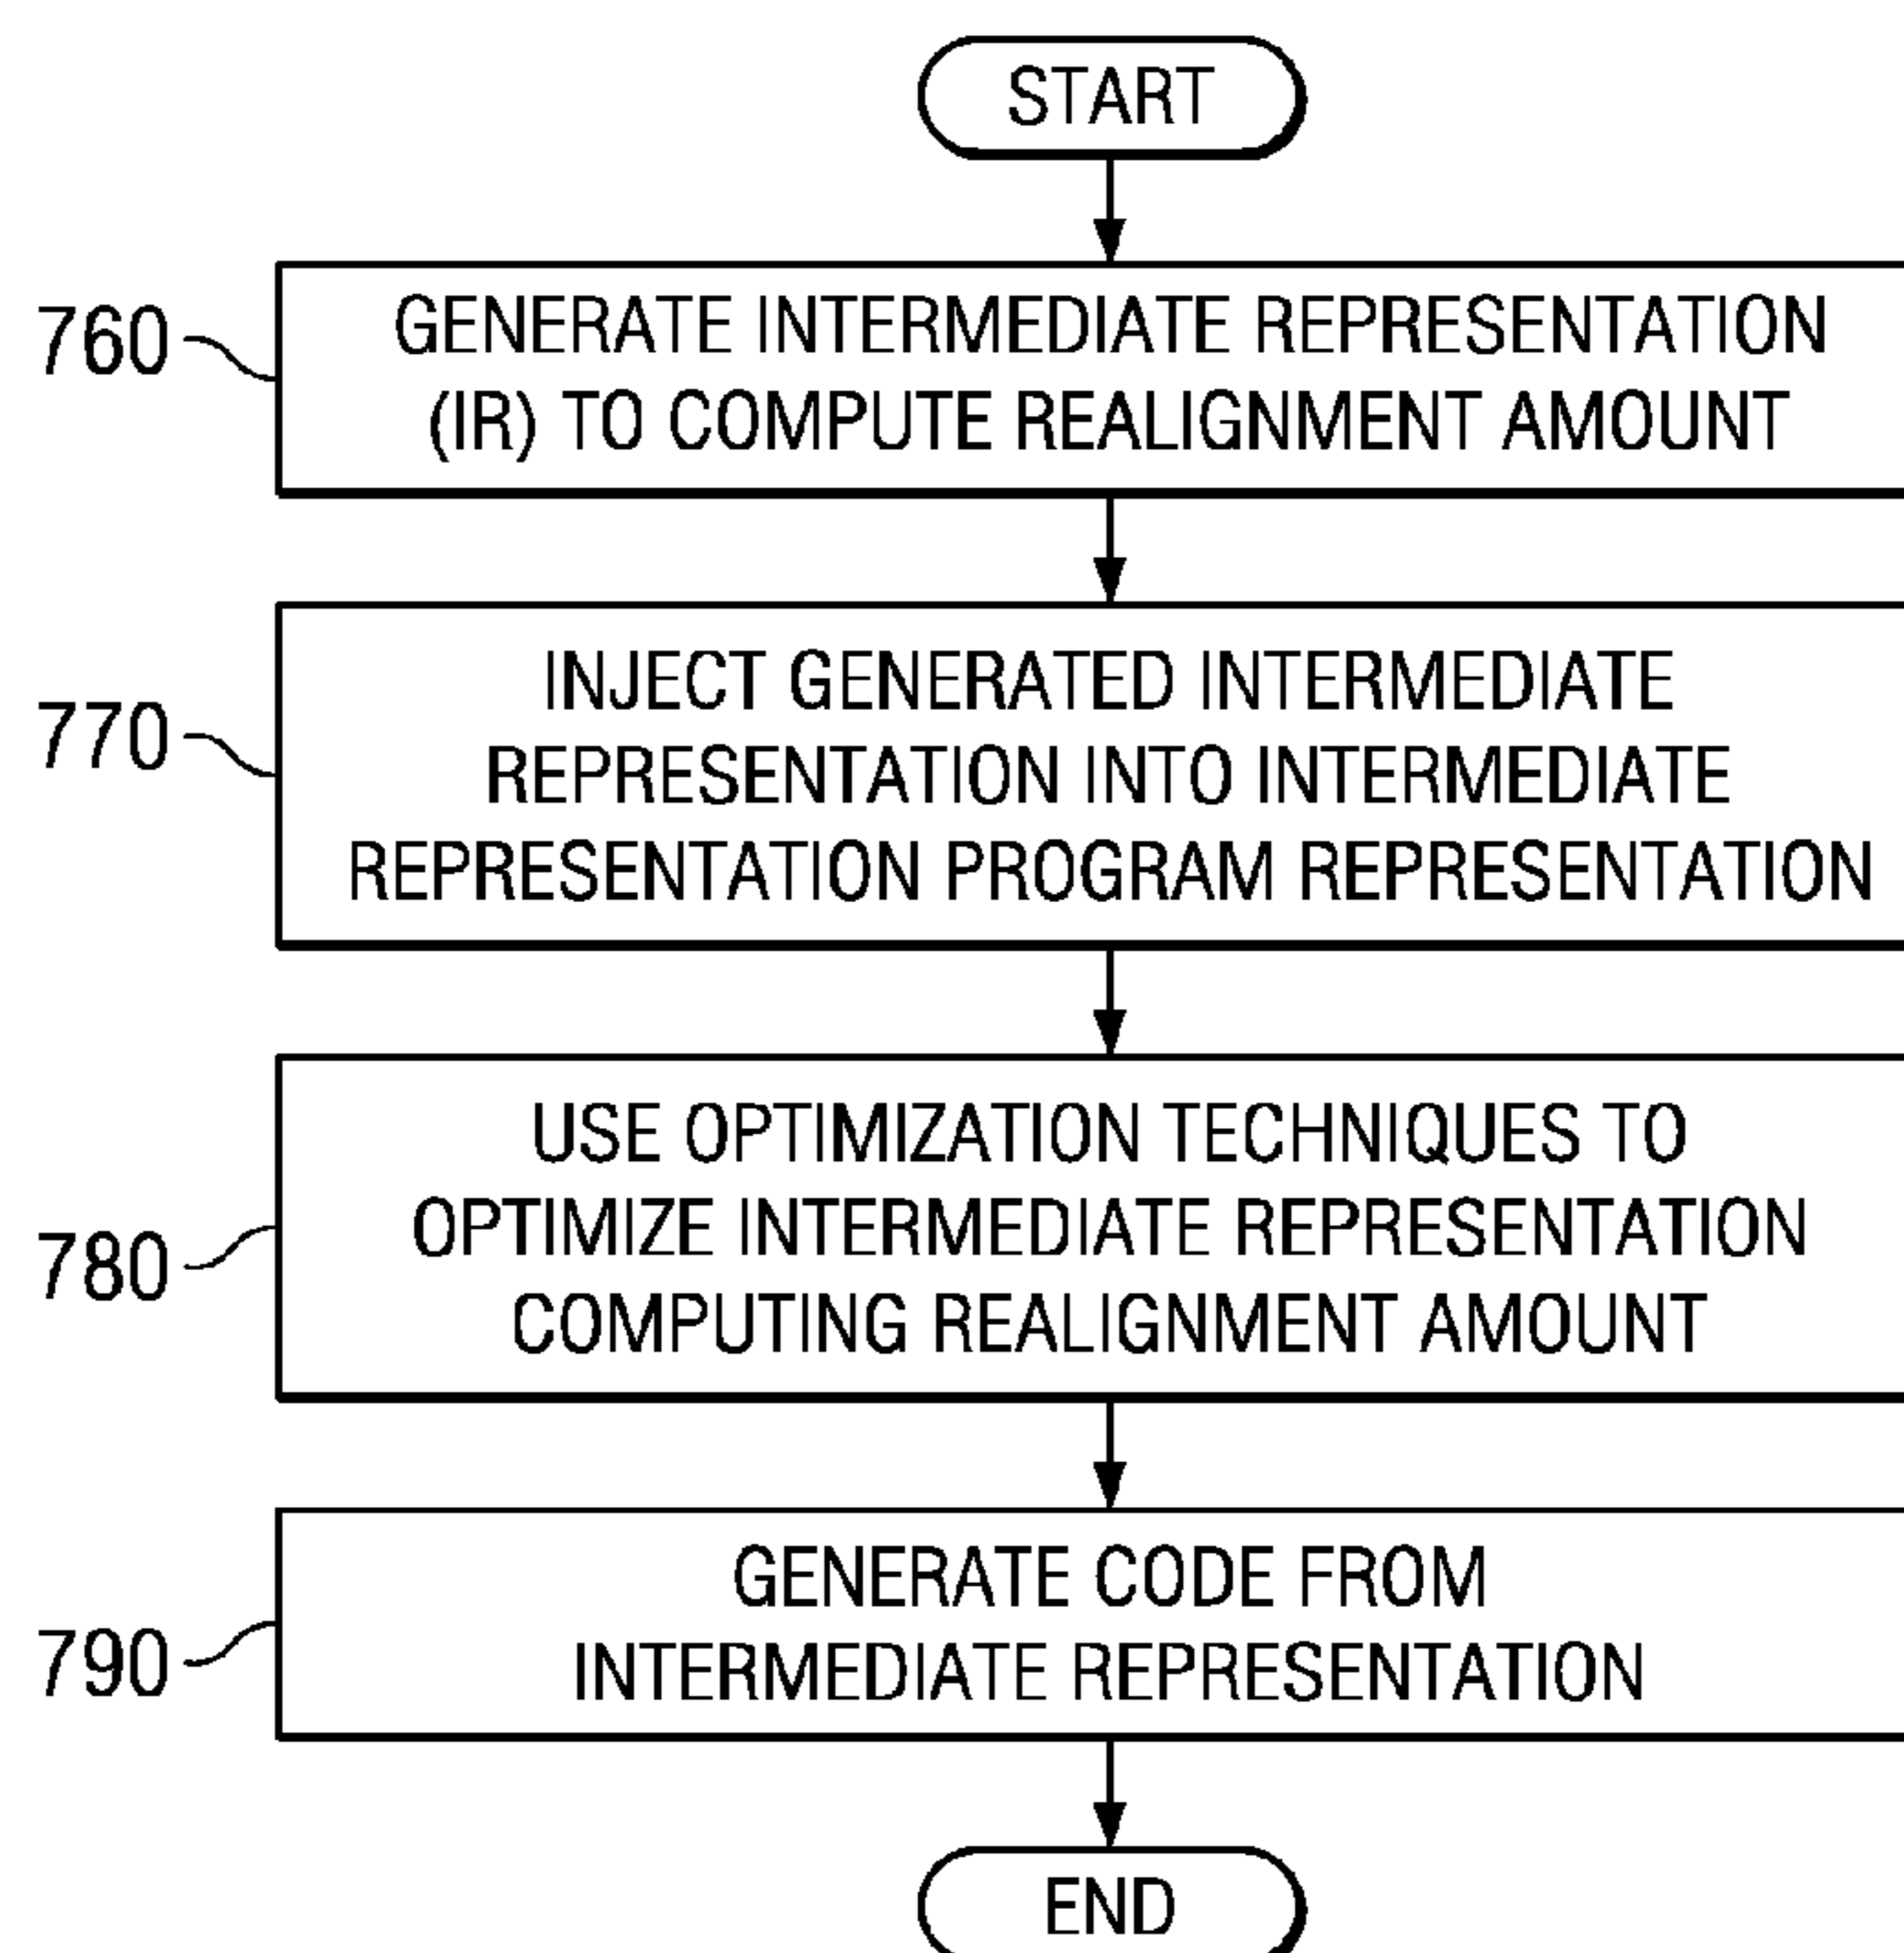 START
760
GENERATE INTERMEDIATE REPRESENTATION
(IR) TO COMPUTE REALIGNMENT AMOUNT
770
INJECT GENERATED INTERMEDIATE
REPRESENTATION INTO INTERMEDIATE
REPRESENTATION PROGRAM REPRESENTATION
780
USE OPTIMIZATION TECHNIQUES TO
OPTIMIZE INTERMEDIATE REPRESENTATION
COMPUTING REALIGNMENT AMOUNT
790
GENERATE CODE FROM
INTERMEDIATE REPRESENTATION
END